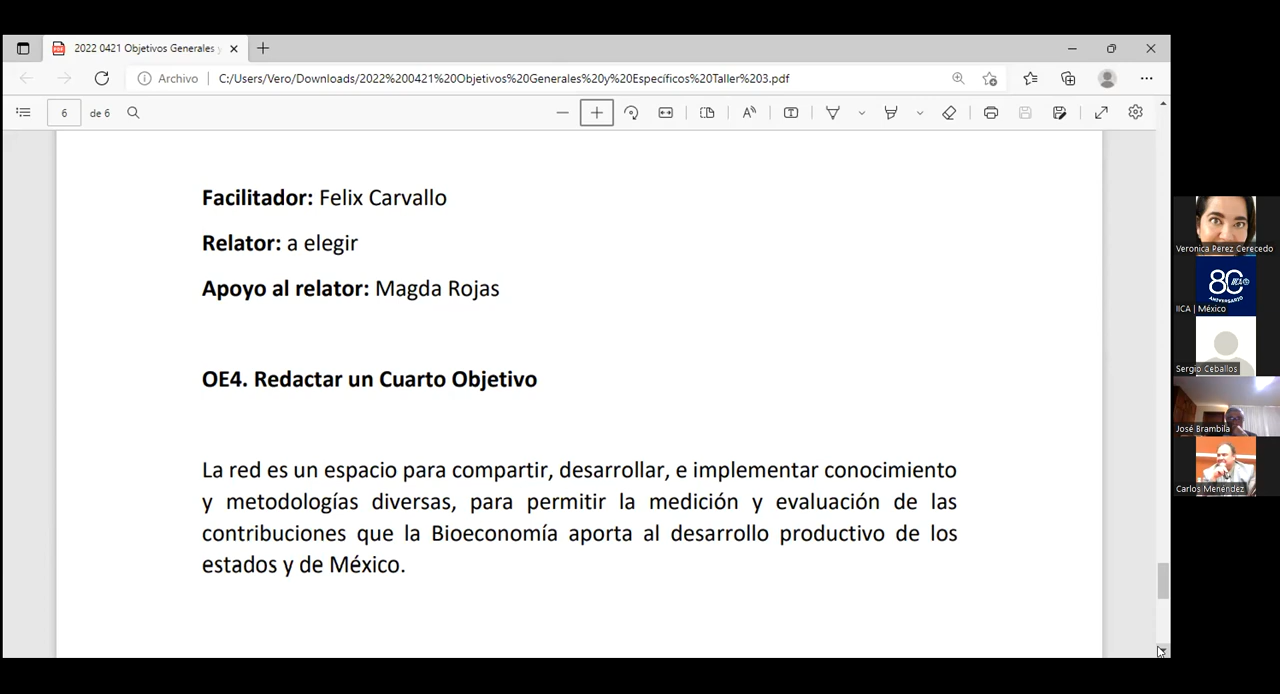 2022 0421 Objetivos Generales y
Archivo
C:/Users/Vero/Downloads/2022%200421%20Objetivos%20Generales%20y%20Específicos%20Taller%203.pdf
6 de 6
Facilitador: Felix Carvallo
Relator: a elegir
Apoyo al relator: Magda Rojas
OE4. Redactar un Cuarto Objetivo
La red es un espacio para compartir, desarrollar, e implementar conocimiento
y metodologías diversas, para permitir la medición y evaluación de las
contribuciones que la Bioeconomía aporta al desarrollo productivo de los
estados y de México.
Veronica Perez Cerecedo
80
IICA
ANIVERSARIO
IICA | México
Sergio Ceballos
José Brambila
Carlos Menéndez